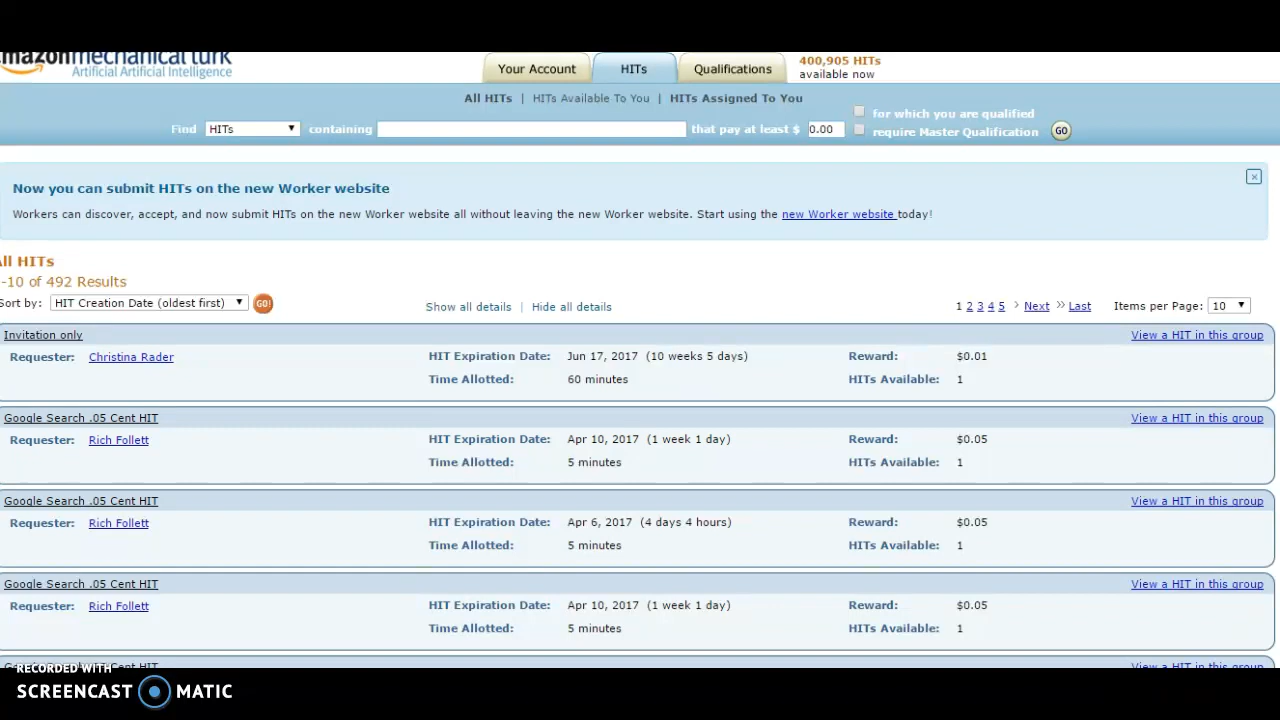 mazonmechanical turk
Artificial Artificial Intelligence
Your Account
HITs
Qualifications
400,905 HITs
available now
All HITs | HITs Available To You | HITs Assigned To You
Find HITs containing that pay at least $ 0.00 for which you are qualified
require Master Qualification GO
Now you can submit HITs on the new Worker website
Workers can discover, accept, and now submit HITs on the new Worker website all without leaving the new Worker website. Start using the new Worker website today!
ll HITs
-10 of 492 Results
Sort by: HIT Creation Date (oldest first) GO! Show all details | Hide all details 1 2 3 4 5 › Next » Last Items per Page: 10
Invitation only View a HIT in this group
Requester: Christina Rader HIT Expiration Date: Jun 17, 2017 (10 weeks 5 days) Reward: $0.01
Time Allotted: 60 minutes HITs Available: 1
Google Search .05 Cent HIT View a HIT in this group
Requester: Rich Follett HIT Expiration Date: Apr 10, 2017 (1 week 1 day) Reward: $0.05
Time Allotted: 5 minutes HITs Available: 1
Google Search .05 Cent HIT View a HIT in this group
Requester: Rich Follett HIT Expiration Date: Apr 6, 2017 (4 days 4 hours) Reward: $0.05
Time Allotted: 5 minutes HITs Available: 1
Google Search .05 Cent HIT View a HIT in this group
Requester: Rich Follett HIT Expiration Date: Apr 10, 2017 (1 week 1 day) Reward: $0.05
Time Allotted: 5 minutes HITs Available: 1
Cent HIT View a HIT in this group
RECORDED WITH
SCREENCAST MATIC